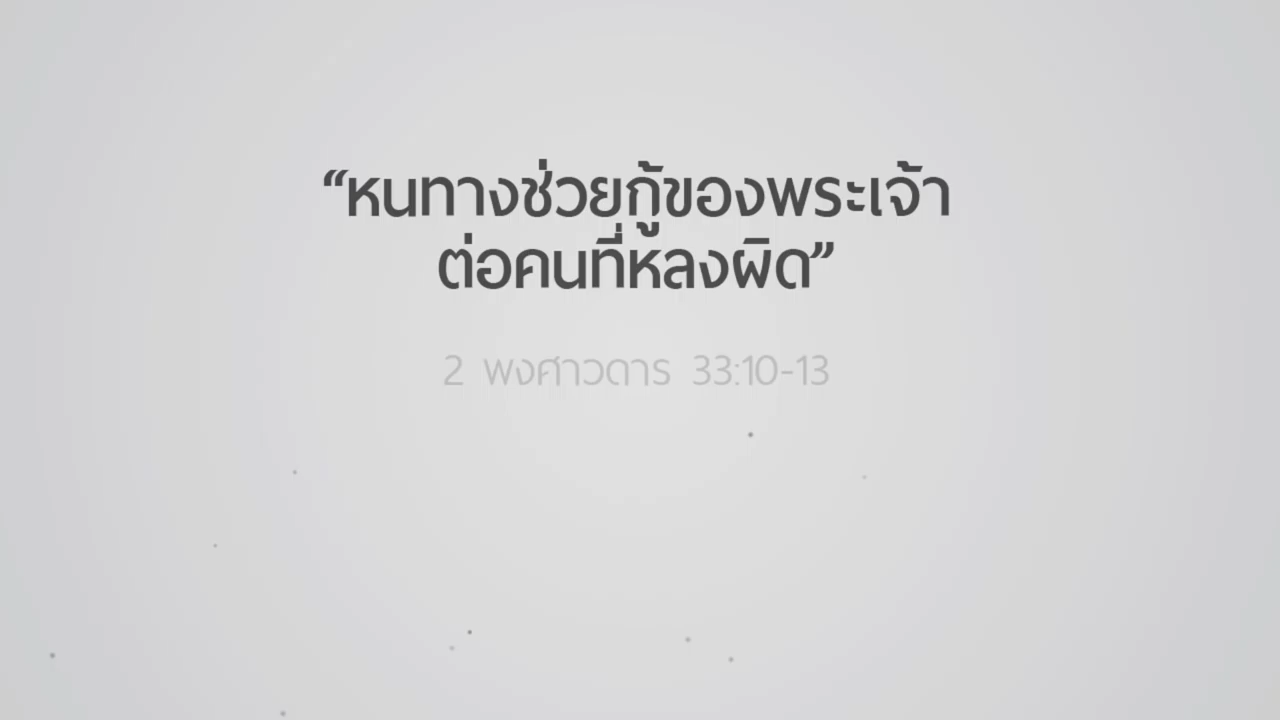 “หนทางช่วยกู้ของพระเจ้า
ต่อคนที่หลงผิด”
2 พงศาวดาร 33:10-13